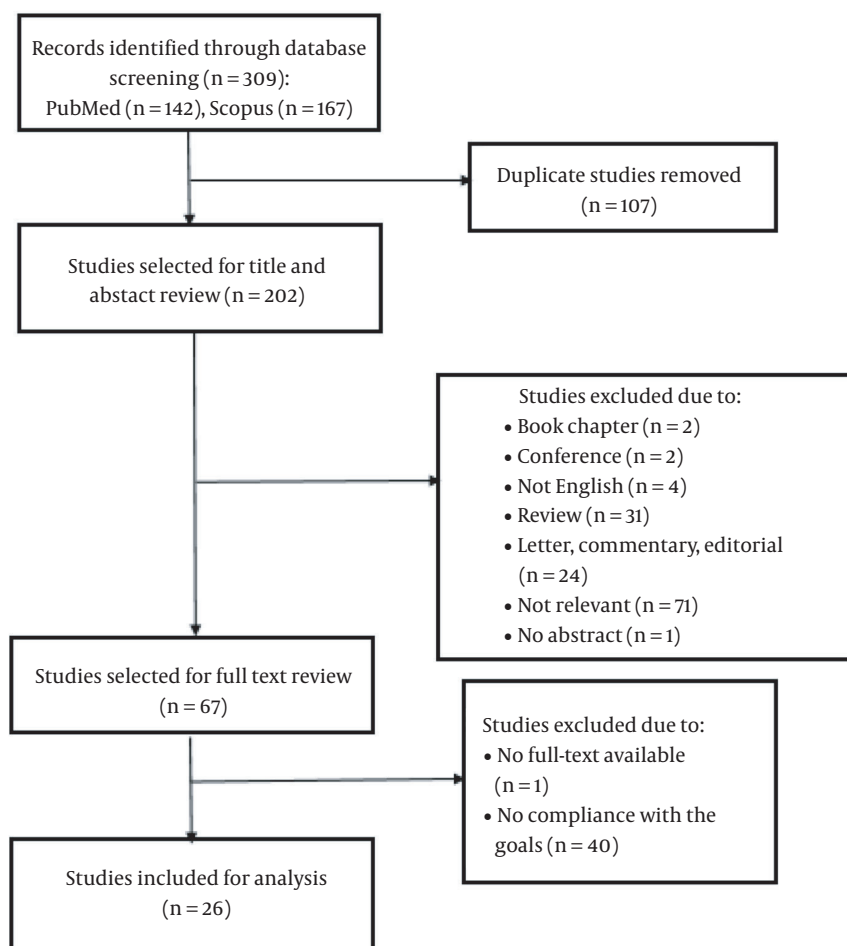 Records identified through database
screening (n = 309):
PubMed (n = 142), Scopus (n = 167)
Duplicate studies removed
(n = 107)
Studies selected for title and
abstact review (n = 202)
Studies excluded due to:
• Book chapter (n = 2)
• Conference (n = 2)
• Not English (n = 4)
• Review (n = 31)
• Letter, commentary, editorial
(n = 24)
• Not relevant (n = 71)
• No abstract (n = 1)
Studies selected for full text review
(n = 67)
Studies excluded due to:
• No full-text available
(n = 1)
• No compliance with the
goals (n = 40)
Studies included for analysis
(n = 26)